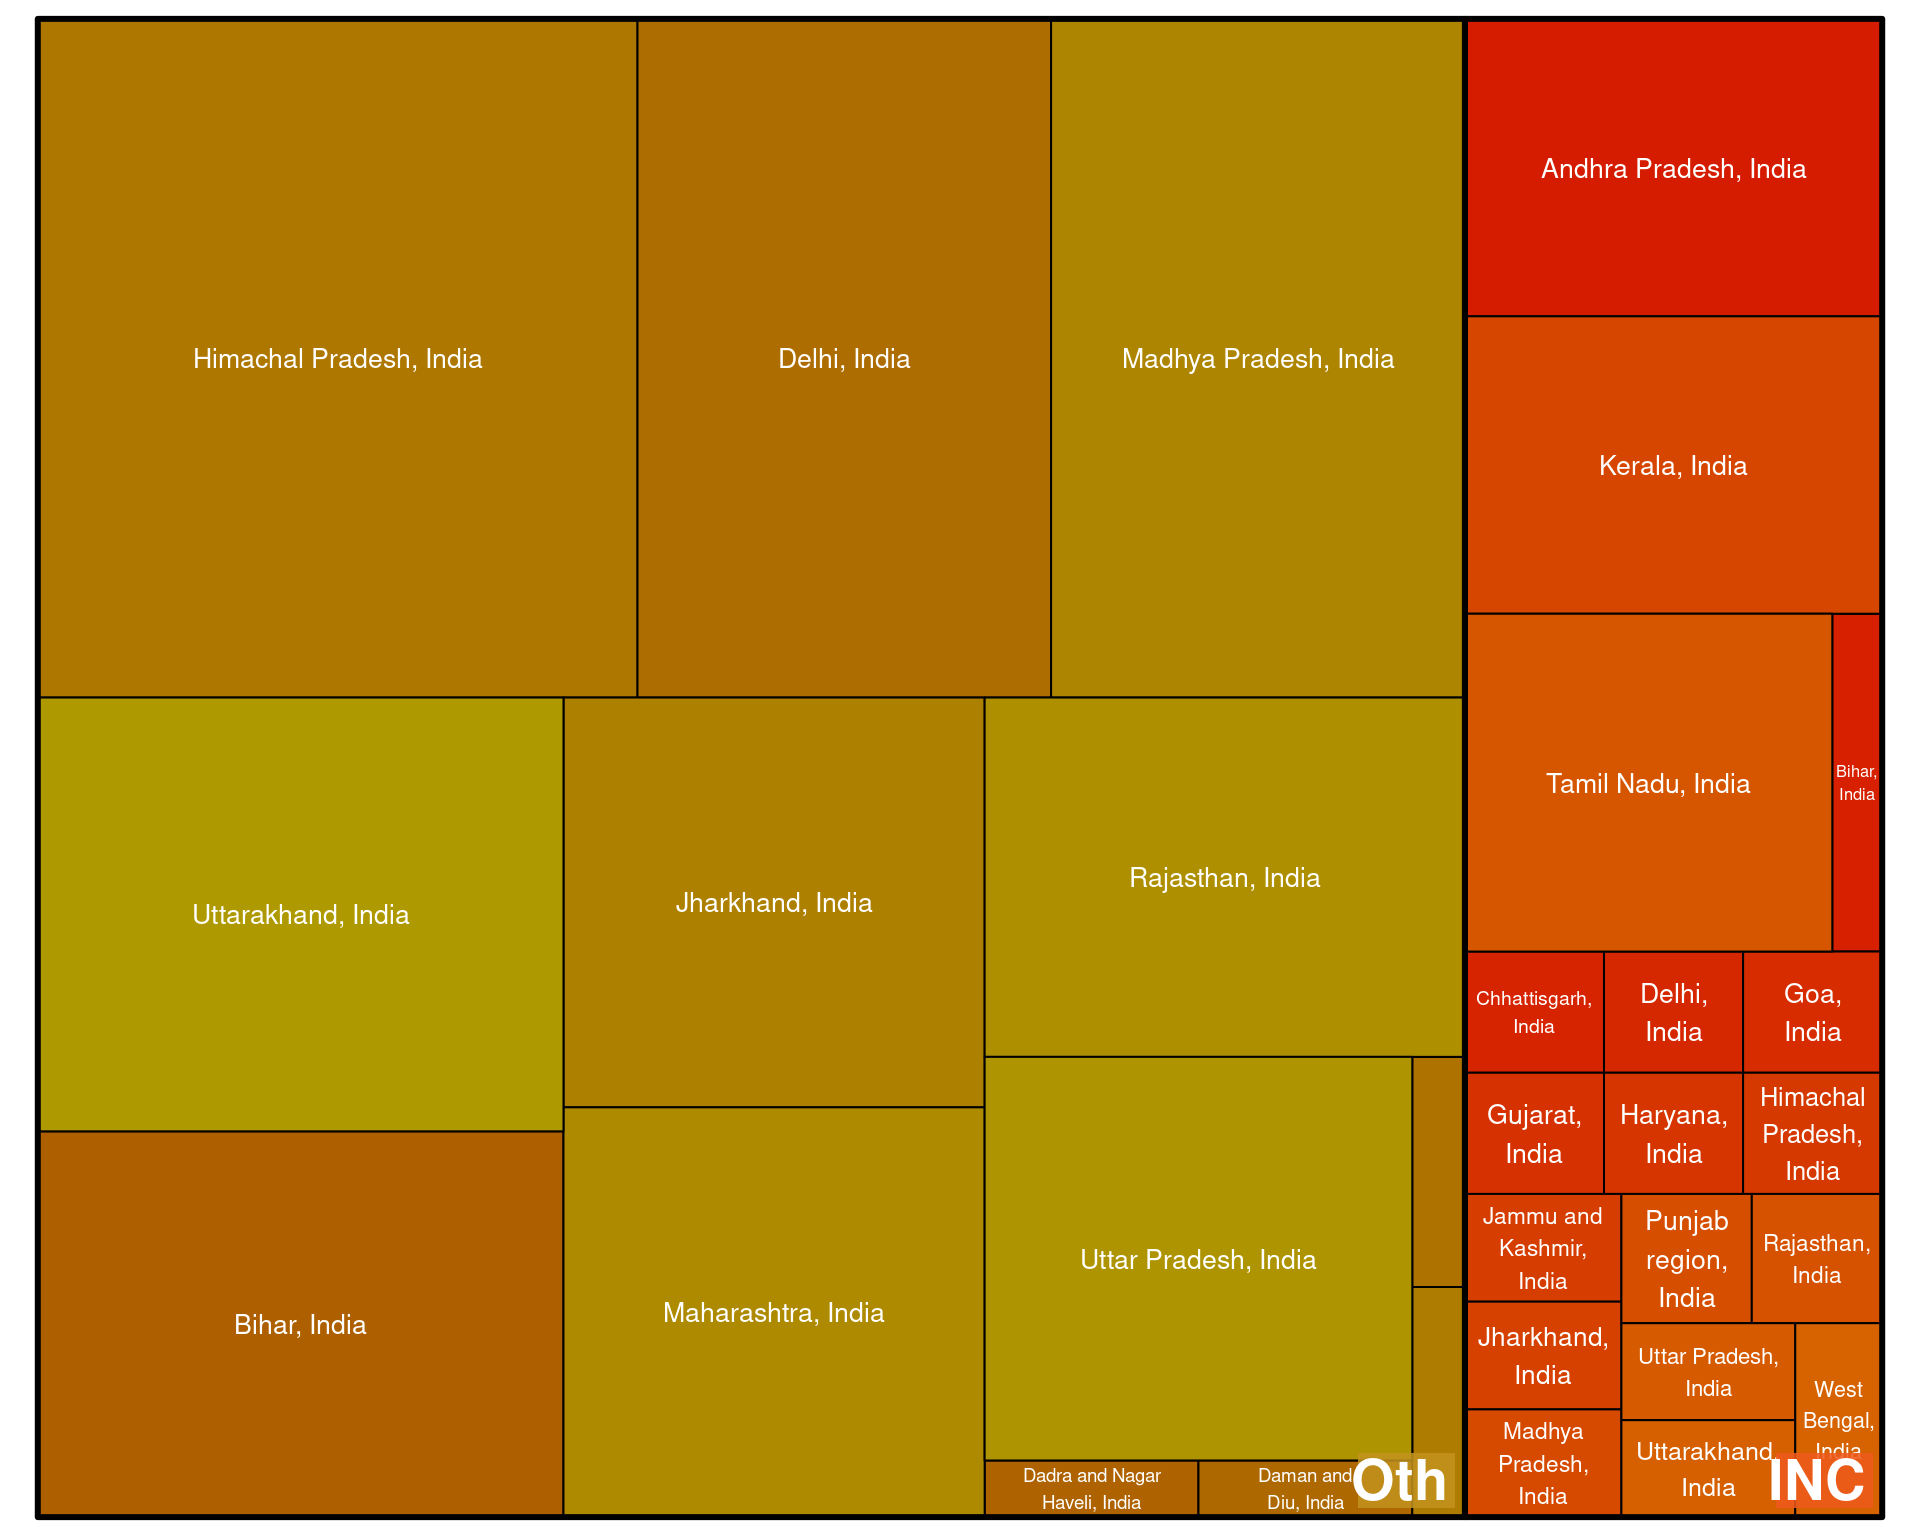 Himachal Pradesh, India
Delhi, India
Madhya Pradesh, India
Uttarakhand, India
Jharkhand, India
Rajasthan, India
Bihar, India
Maharashtra, India
Uttar Pradesh, India
Dadra and Nagar
Haveli, India
Daman and
Diu, India
Oth
Andhra Pradesh, India
Kerala, India
Tamil Nadu, India
Bihar,
India
Chhattisgarh,
India
Delhi,
India
Goa,
India
Gujarat,
India
Haryana,
India
Himachal
Pradesh,
India
Jammu and
Kashmir,
India
Punjab
region,
India
Rajasthan,
India
Jharkhand,
India
Uttar Pradesh,
India
West
Bengal,
India
Madhya
Pradesh,
India
Uttarakhand,
India
INC